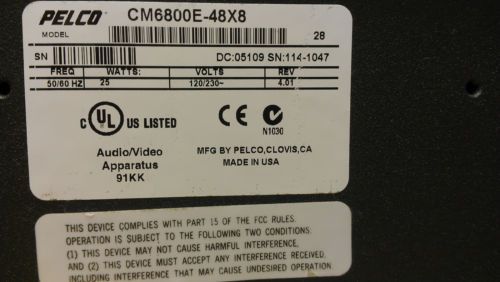 PELCO CM6800E-48X8
MODEL 28
SN DC:05109 SN:114-1047
FREQ WATTS: VOLTS REV
50/60 HZ 25 120/230~ 4.01
C UL US LISTED CE N1030
Audio/Video
Apparatus
91KK
MFG BY PELCO,CLOVIS,CA
MADE IN USA
THIS DEVICE COMPLIES WITH PART 15 OF THE FCC RULES.
OPERATION IS SUBJECT TO THE FOLLOWING TWO CONDITIONS:
(1) THIS DEVICE MAY NOT CAUSE HARMFUL INTERFERENCE,
AND (2) THIS DEVICE MUST ACCEPT ANY INTERFERENCE RECEIVED,
INCLUDING INTERFERENCE THAT MAY CAUSE UNDESIRED OPERATION.